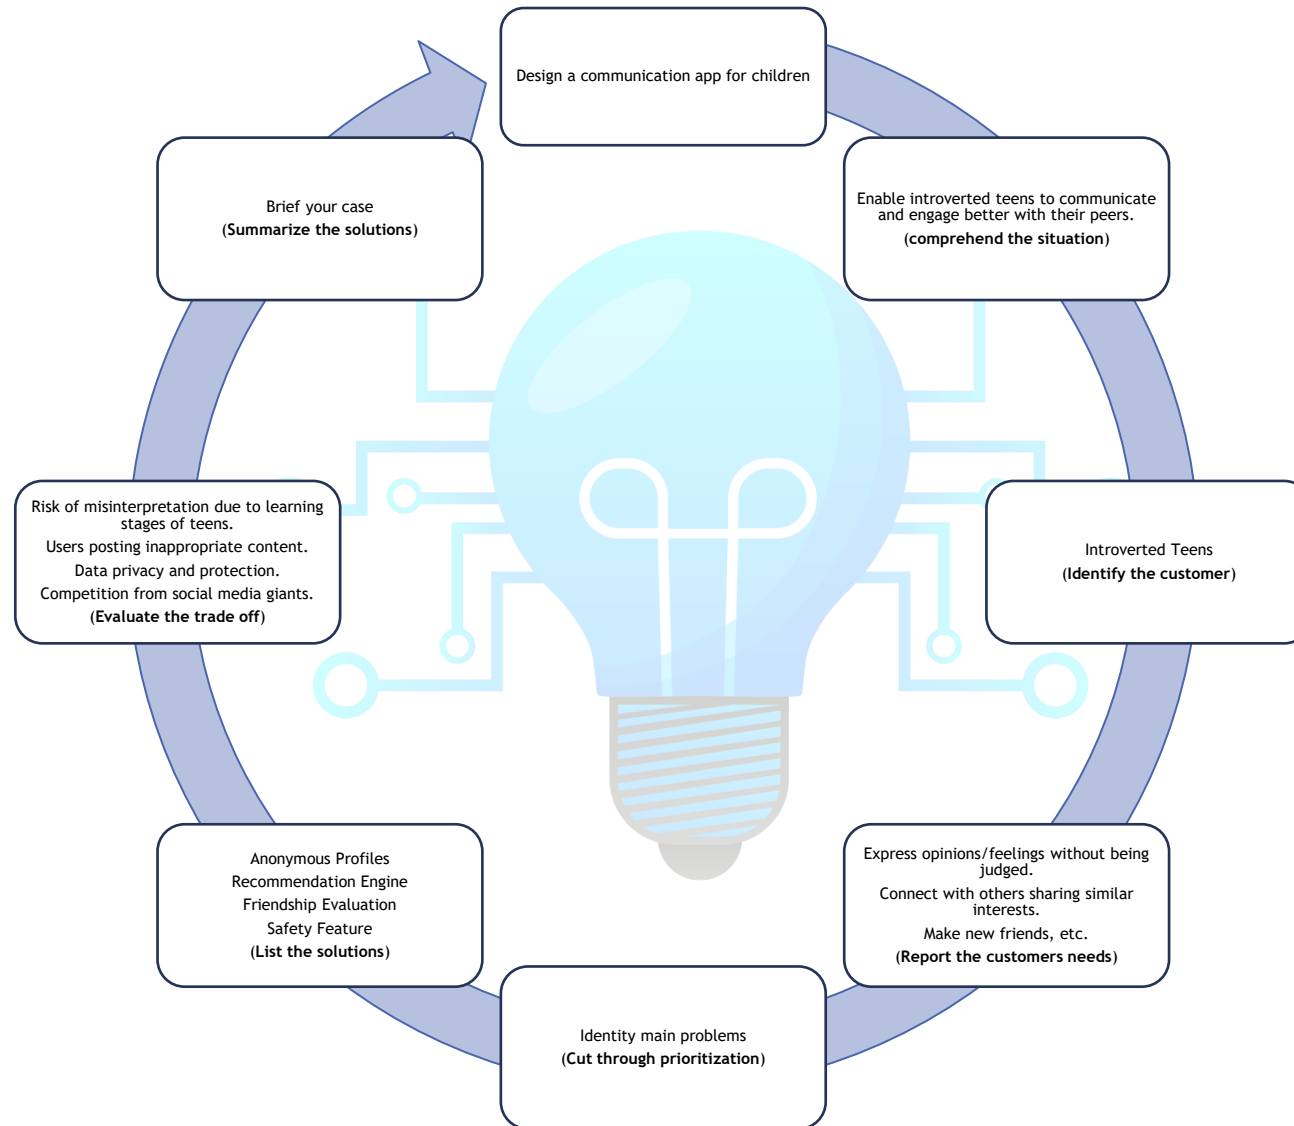 Design a communication app for children
Enable introverted teens to communicate
and engage better with their peers.
(comprehend the situation)
Introverted Teens
(Identify the customer)
Express opinions/feelings without being
judged.
Connect with others sharing similar
interests.
Make new friends, etc.
(Report the customers needs)
Identity main problems
(Cut through prioritization)
Anonymous Profiles
Recommendation Engine
Friendship Evaluation
Safety Feature
(List the solutions)
Risk of misinterpretation due to learning
stages of teens.
Users posting inappropriate content.
Data privacy and protection.
Competition from social media giants.
(Evaluate the trade off)
Brief your case
(Summarize the solutions)